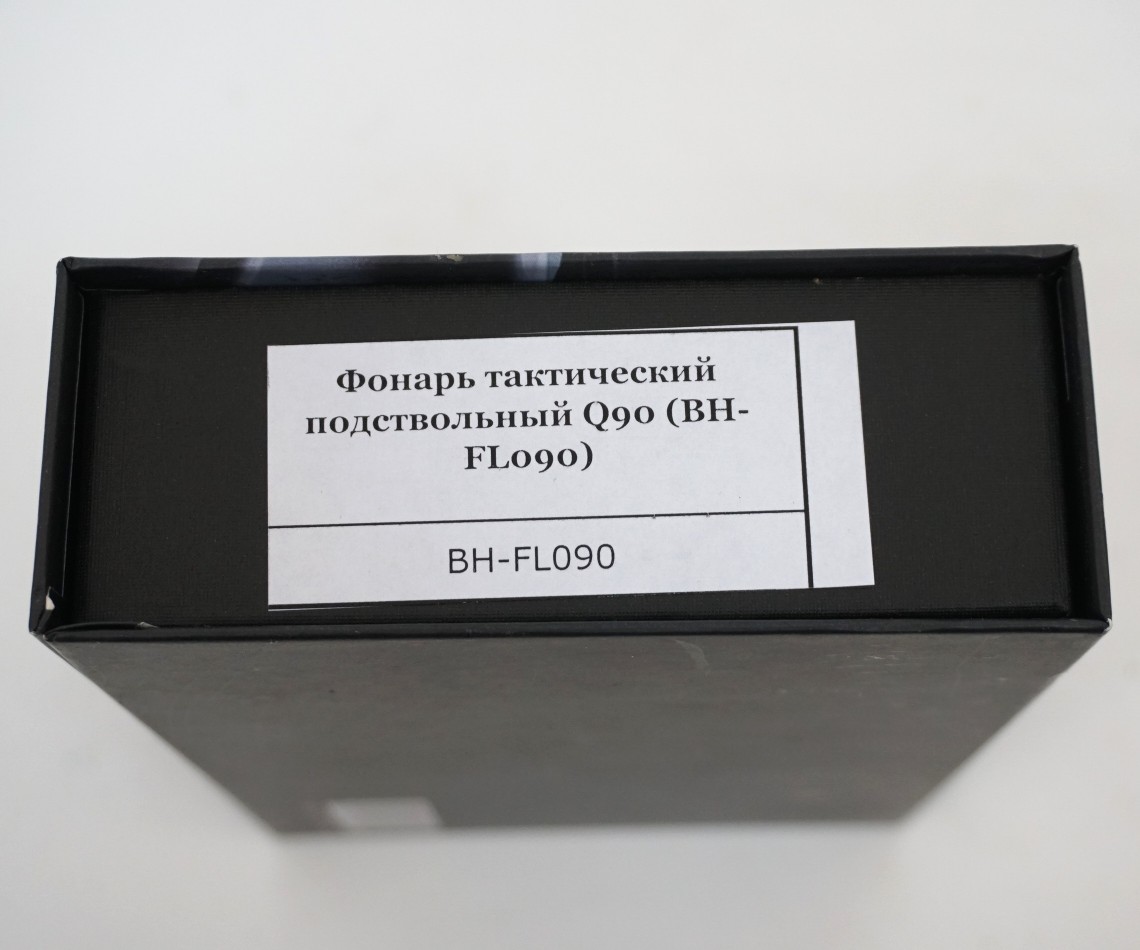 Фонарь тактический
подствольный Q90 (BH-
FL090)
BH-FL090